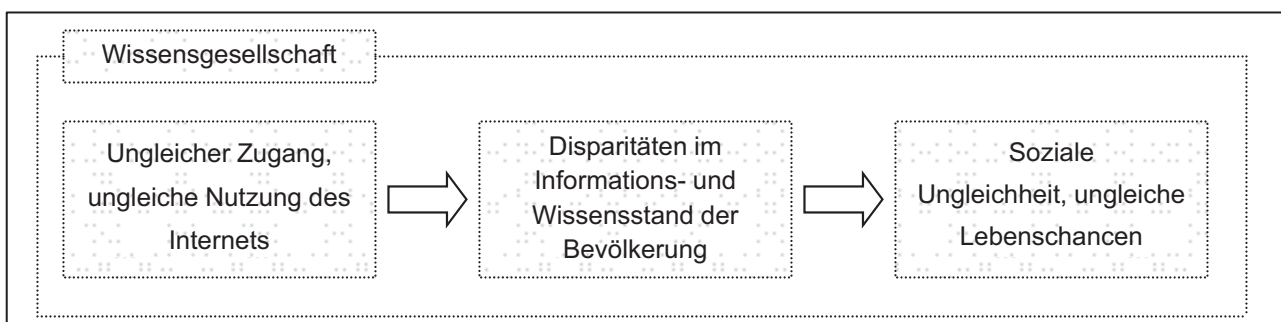 Wissensgesellschaft
Ungleicher Zugang,
ungleiche Nutzung des
Internets
Disparitäten im
Informations- und
Wissensstand der
Bevölkerung
Soziale
Ungleichheit, ungleiche
Lebenschancen